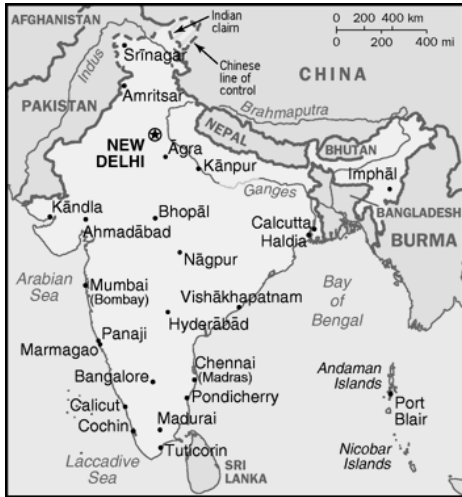 AFGHANISTAN
Indian
claim
0 200 400 km
0 200 400 mi
Srīnagar
Indus
Chinese
line of
control
CHINA
Amritsar
PAKISTAN
Brahmaputra
NEW
DELHI
NEPAL
BHUTAN
Āgra
Kānpur
Imphāl
Ganges
Kāndla
Bhopāl
BANGLADESH
Ahmadābād
Calcutta
Haldia
BURMA
Nāgpur
Arabian
Sea
Mumbai
(Bombay)
Vishākhapatnam
Bay
of
Bengal
Hyderābād
Panaji
Marmagao
Chennai
(Madras)
Andaman
Islands
Bangalore
Pondicherry
Port
Blair
Calicut
Cochin
Madurai
Tuticorin
Nicobar
Islands
Laccadive
Sea
SRI
LANKA